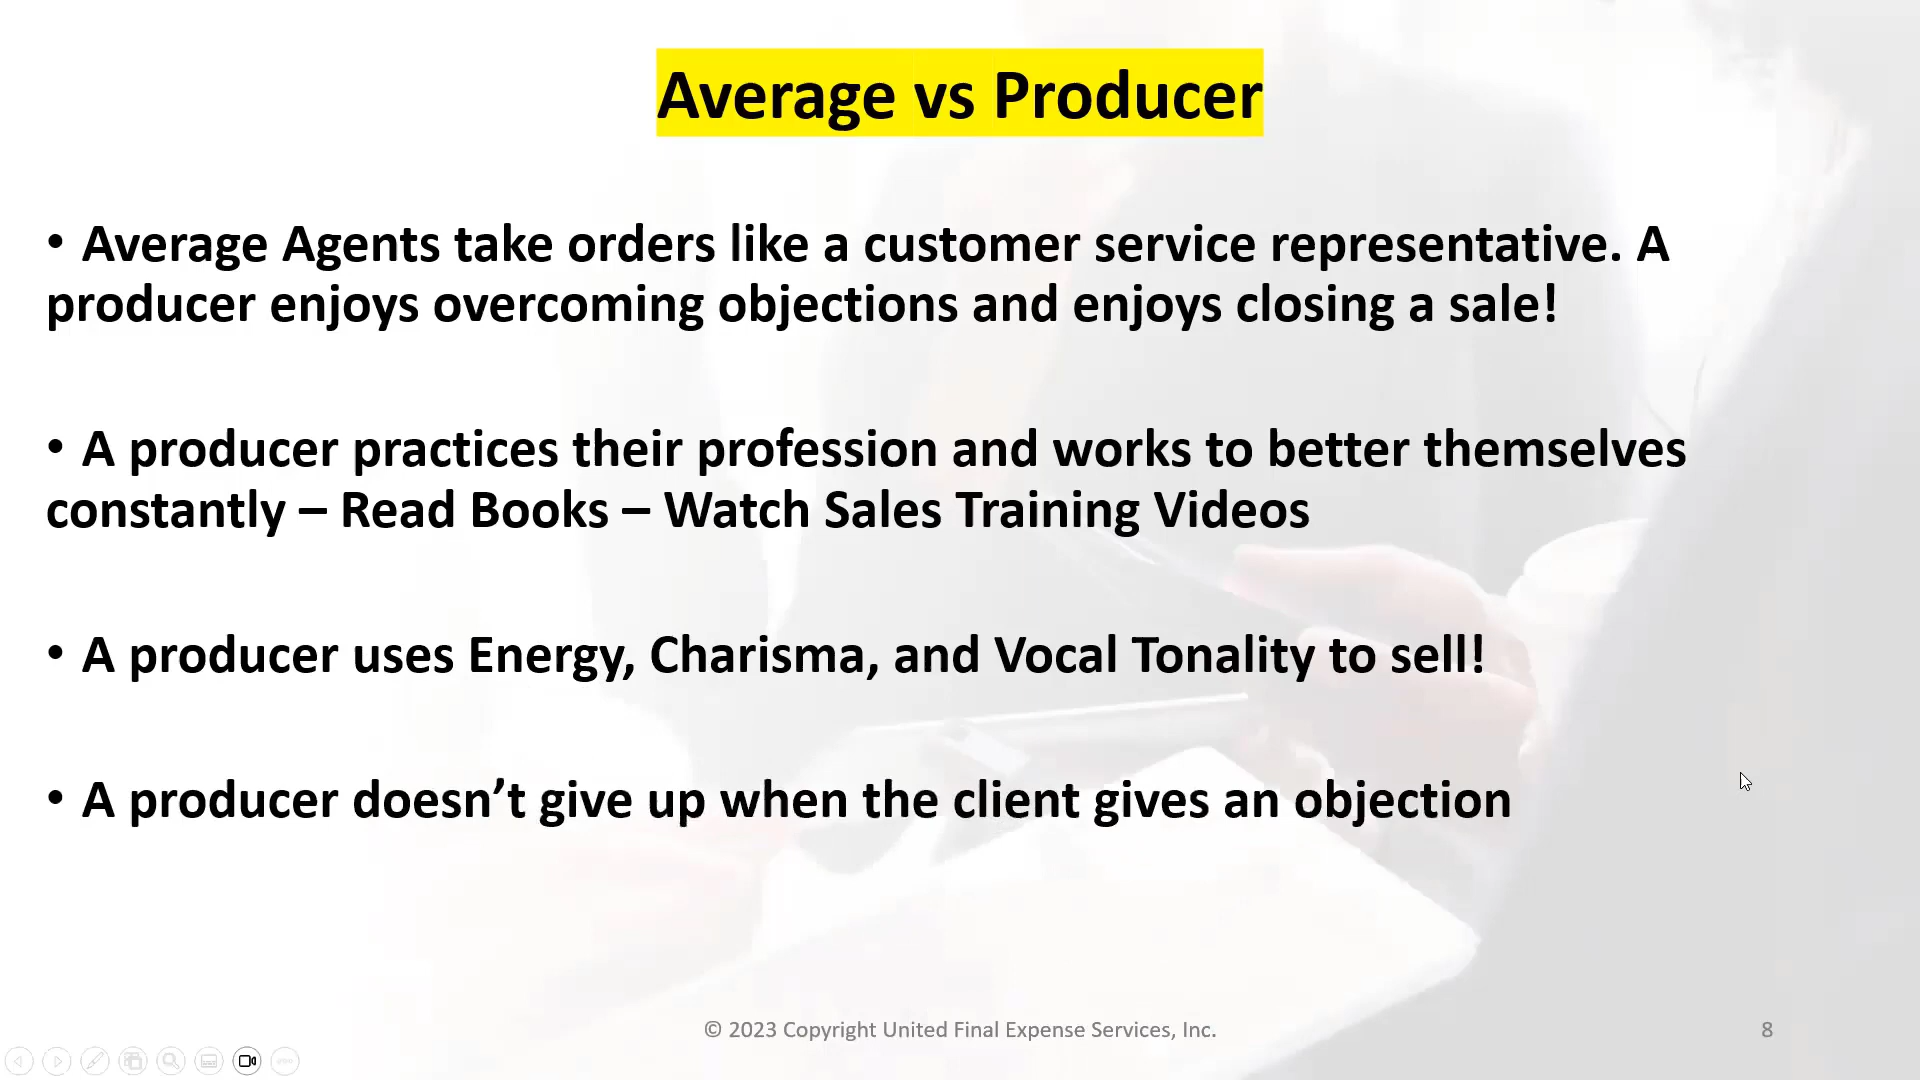 Average vs Producer
• Average Agents take orders like a customer service representative. A
producer enjoys overcoming objections and enjoys closing a sale!
• A producer practices their profession and works to better themselves
constantly – Read Books – Watch Sales Training Videos
• A producer uses Energy, Charisma, and Vocal Tonality to sell!
• A producer doesn’t give up when the client gives an objection
© 2023 Copyright United Final Expense Services, Inc.
8